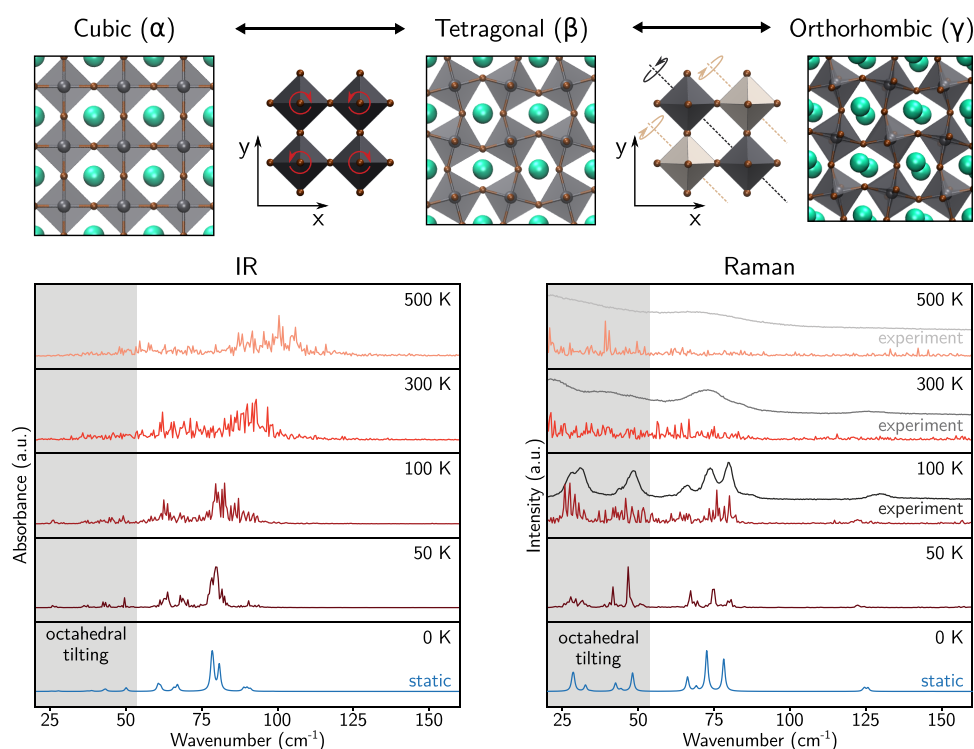 Cubic (α)
Tetragonal (β)
Orthorhombic (γ)
y
x
y
x
IR
Absorbance (a.u.)
500 K
300 K
100 K
50 K
octahedral
tilting
0 K
static
25 50 75 100 125 150
Wavenumber (cm⁻¹)
Raman
Intensity (a.u.)
500 K
experiment
300 K
experiment
100 K
experiment
50 K
octahedral
tilting
0 K
static
25 50 75 100 125 150
Wavenumber (cm⁻¹)